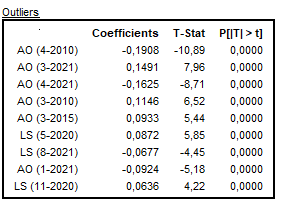 Outliers
Coefficients T-Stat P[|T| > t]
AO (4-2010) -0,1908 -10,89 0,0000
AO (3-2021) 0,1491 7,96 0,0000
AO (4-2021) -0,1625 -8,71 0,0000
AO (3-2010) 0,1146 6,52 0,0000
AO (3-2015) 0,0933 5,44 0,0000
LS (5-2020) 0,0872 5,85 0,0000
LS (8-2021) -0,0677 -4,45 0,0000
AO (1-2021) -0,0924 -5,18 0,0000
LS (11-2020) 0,0636 4,22 0,0000